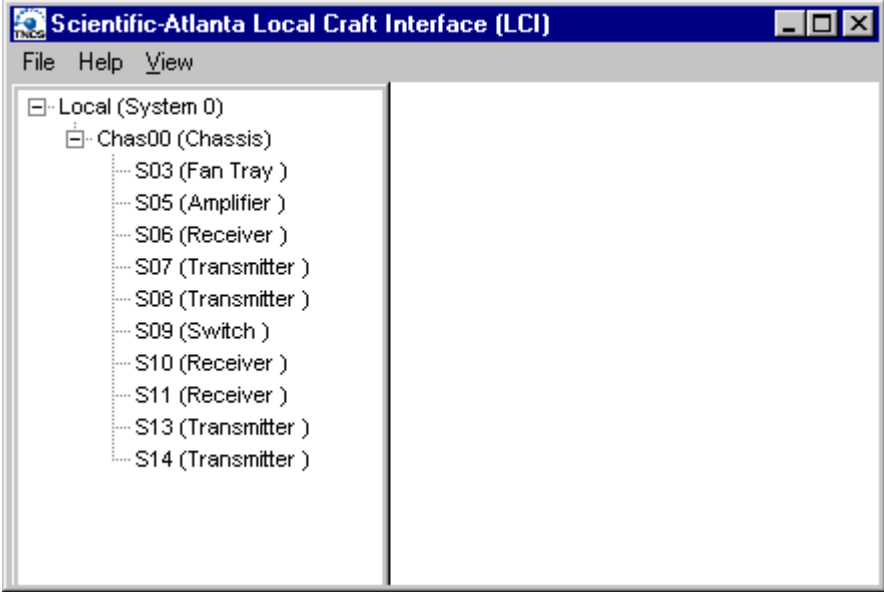 Scientific-Atlanta Local Craft Interface (LCI)
TNCS
File Help View
Local (System 0)
Chas00 (Chassis)
S03 (Fan Tray )
S05 (Amplifier )
S06 (Receiver )
S07 (Transmitter )
S08 (Transmitter )
S09 (Switch )
S10 (Receiver )
S11 (Receiver )
S13 (Transmitter )
S14 (Transmitter )